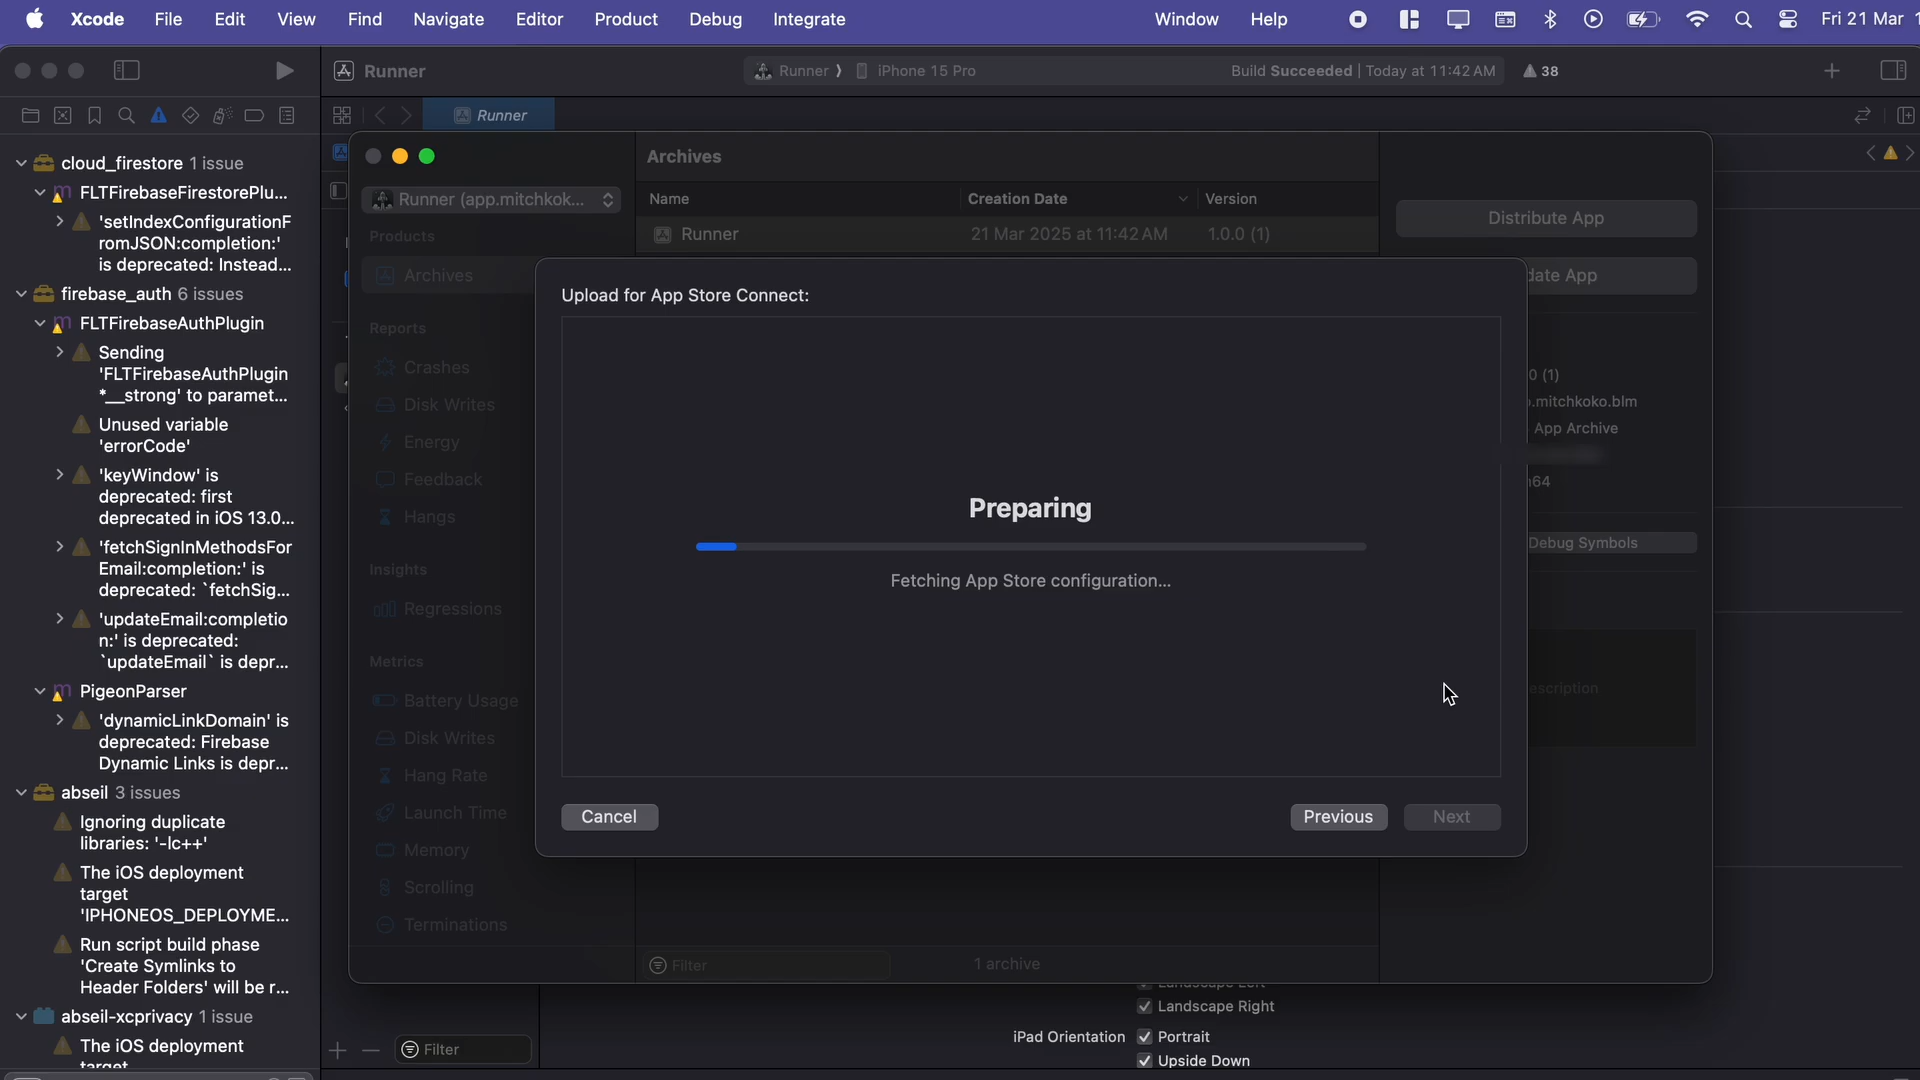 Xcode File Edit View Find Navigate Editor Product Debug Integrate Window Help Fri 21 Mar
Runner
Runner ⟩ iPhone 15 Pro
Build Succeeded | Today at 11:42 AM
38
Runner
cloud_firestore 1 issue
FLTFirebaseFirestorePlu...
'setIndexConfigurationF
romJSON:completion:'
is deprecated: Instead...
firebase_auth 6 issues
FLTFirebaseAuthPlugin
Sending
'FLTFirebaseAuthPlugin
*__strong' to paramet...
Unused variable
'errorCode'
'keyWindow' is
deprecated: first
deprecated in iOS 13.0...
'fetchSignInMethodsFor
Email:completion:' is
deprecated: `fetchSig...
'updateEmail:completio
n:' is deprecated:
`updateEmail` is depr...
PigeonParser
'dynamicLinkDomain' is
deprecated: Firebase
Dynamic Links is depr...
abseil 3 issues
Ignoring duplicate
libraries: '-lc++'
The iOS deployment
target
'IPHONEOS_DEPLOYME...
Run script build phase
'Create Symlinks to
Header Folders' will be r...
abseil-xcprivacy 1 issue
The iOS deployment
target
Filter
Runner (app.mitchkok...
Products
Archives
Reports
Crashes
Disk Writes
Energy
Feedback
Hangs
Insights
Regressions
Metrics
Battery Usage
Disk Writes
Hang Rate
Launch Time
Memory
Scrolling
Terminations
Archives
Name Creation Date Version
Runner 21 Mar 2025 at 11:42 AM 1.0.0 (1)
Filter
1 archive
Distribute App
date App
0 (1)
.mitchkoko.blm
App Archive
64
Debug Symbols
escription
Upload for App Store Connect:
Preparing
Fetching App Store configuration...
Cancel
Previous
Next
Landscape Left
Landscape Right
iPad Orientation
Portrait
Upside Down